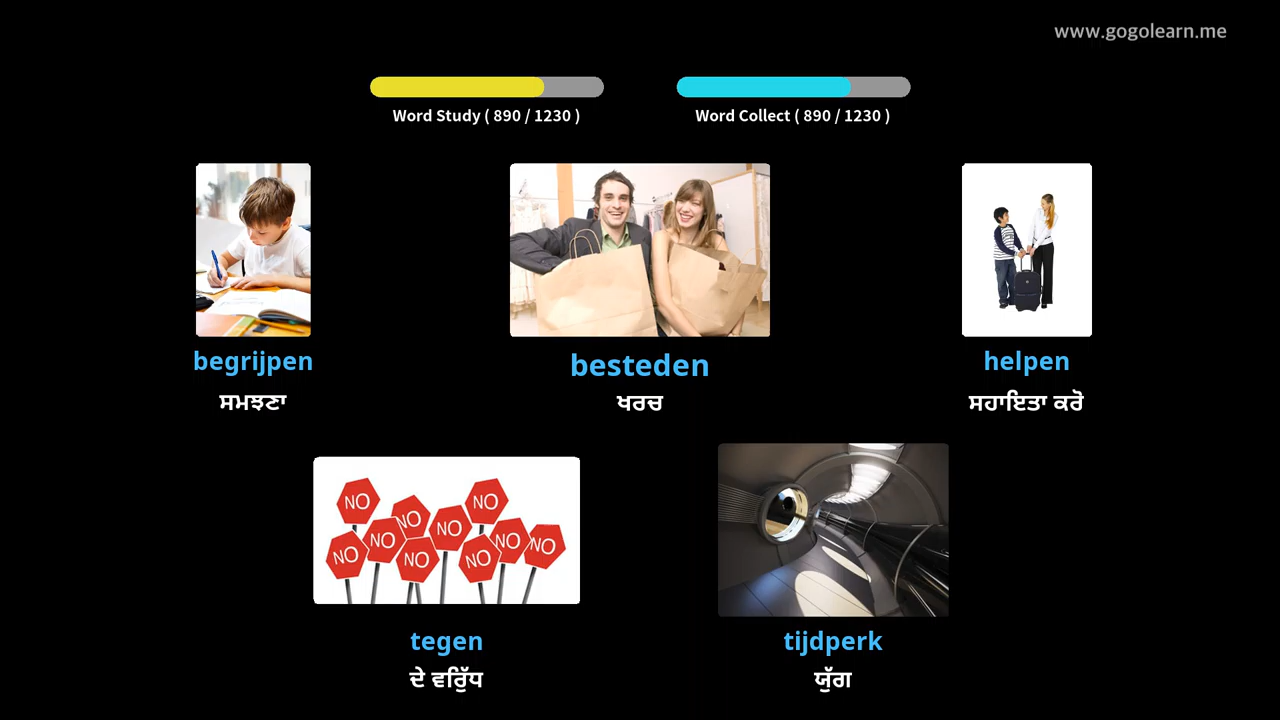 www.gogolearn.me
Word Study ( 890 / 1230 )
Word Collect ( 890 / 1230 )
begrijpen
ਸਮਝਣਾ
besteden
ਖਰਚ
helpen
ਸਹਾਇਤਾ ਕਰੋ
NO
NO
NO
NO
NO
NO
NO
NO
NO
NO
tegen
ਦੇ ਵਿਰੁੱਧ
tijdperk
ਯੁੱਗ